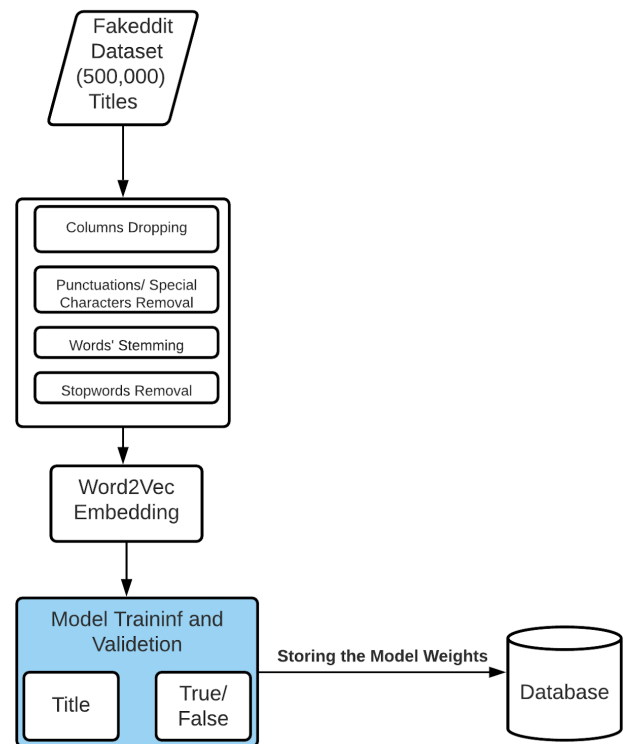 Fakeddit
Dataset
(500,000)
Titles
Columns Dropping
Punctuations/ Special
Characters Removal
Words' Stemming
Stopwords Removal
Word2Vec
Embedding
Model Traininf and
Validetion
Title
True/
False
Storing the Model Weights
Database